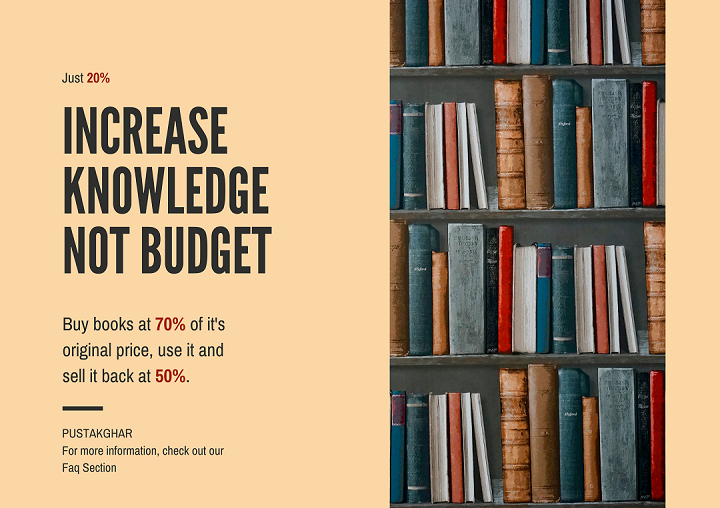 Just 20%
INCREASE
KNOWLEDGE
NOT BUDGET
Buy books at 70% of it's
original price, use it and
sell it back at 50%.
PUSTAKGHAR
For more information, check out our
Faq Section